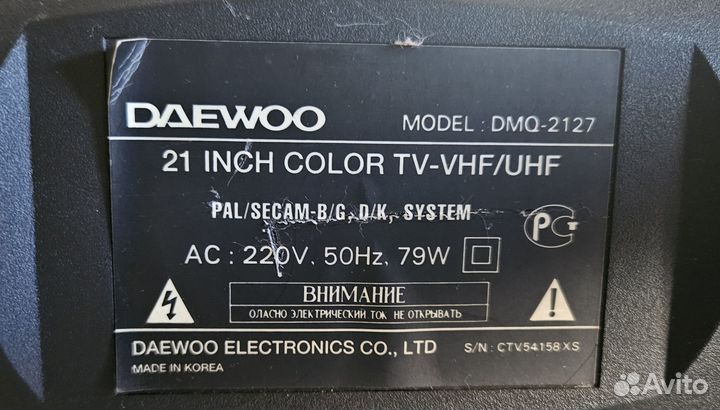 DAEWOO
MODEL : DMQ-2127
21 INCH COLOR TV-VHF/UHF
PAL/SECAM-B/G, D/K, SYSTEM
AC : 220V, 50Hz, 79W
ВНИМАНИЕ
ОЛАСНО ЭЛЕКТРИЧЕСКИЙ ТОК НЕ ОТКРЫВАТЬ
DAEWOO ELECTRONICS CO., LTD
S/N : CTV54158XS
MADE IN KOREA
Avito